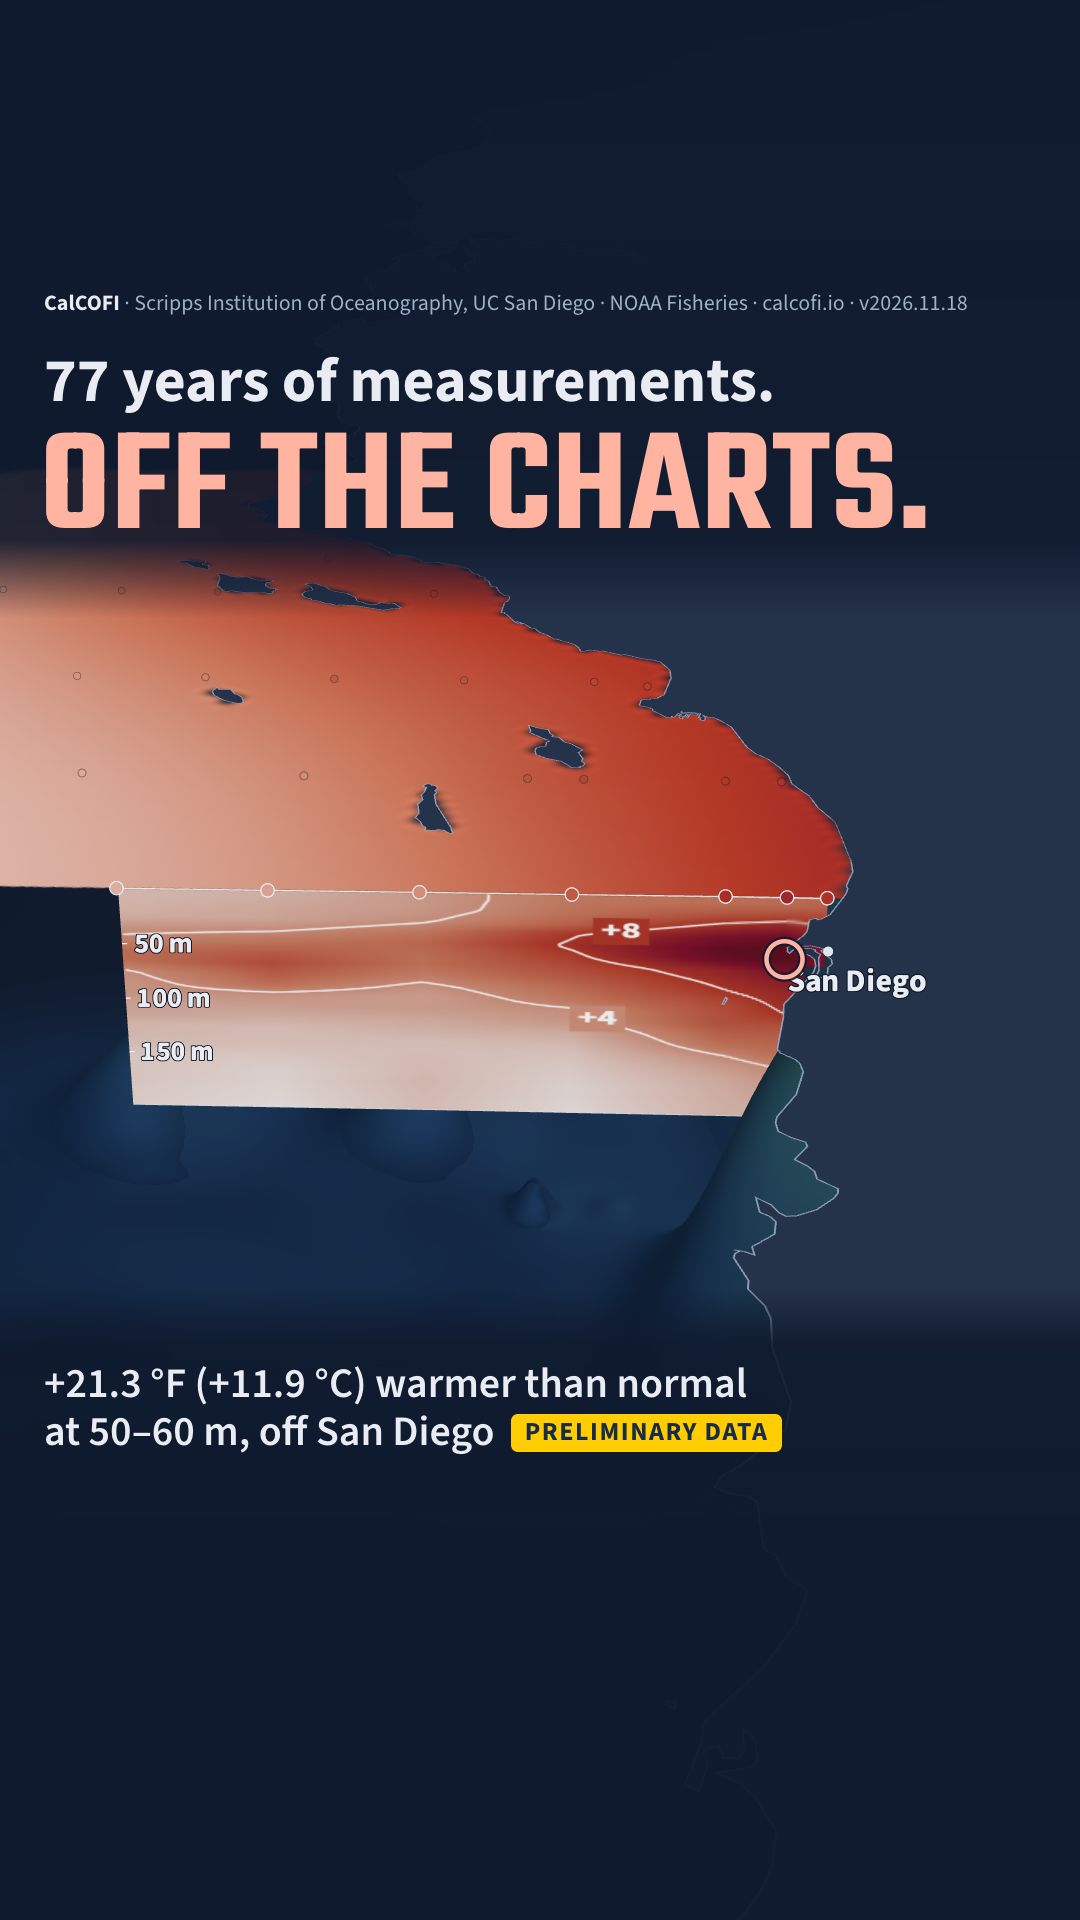 CalCOFI · Scripps Institution of Oceanography, UC San Diego · NOAA Fisheries · calcofi.io · v2026.11.18
77 years of measurements.
OFF THE CHARTS.
+8
50 m
San Diego
100 m
+4
150 m
+21.3 °F (+11.9 °C) warmer than normal
at 50–60 m, off San Diego PRELIMINARY DATA